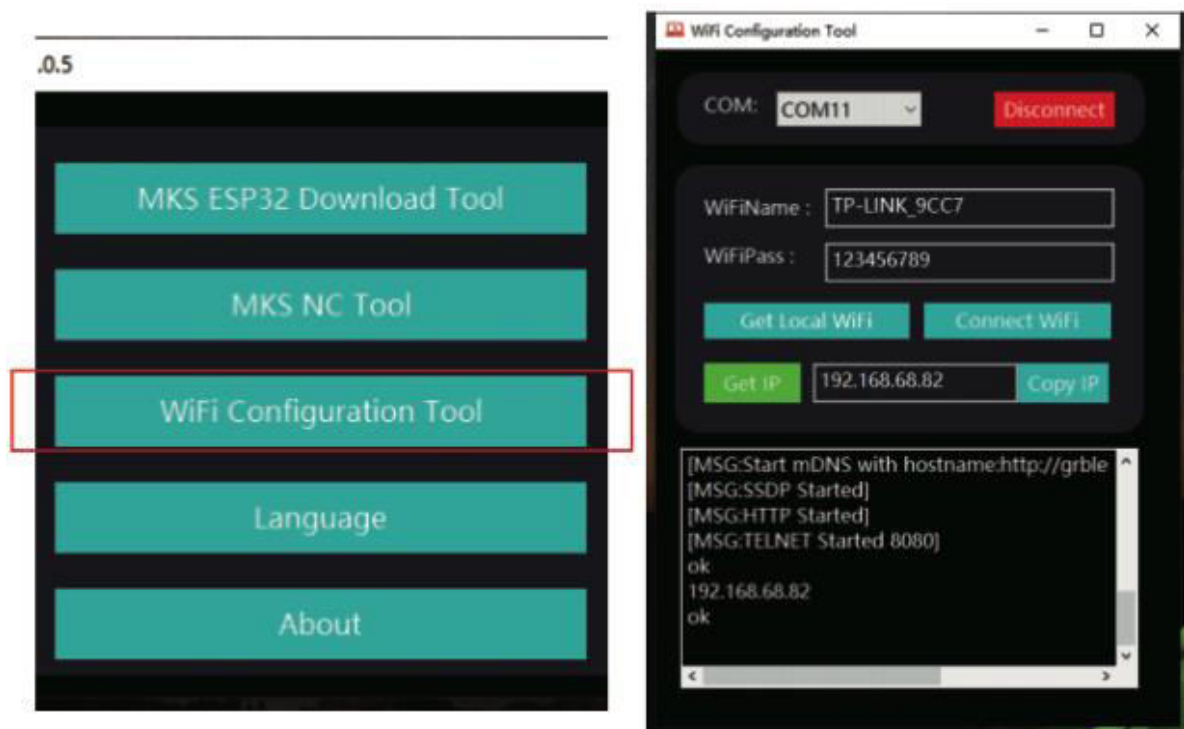 .0.5
MKS ESP32 Download Tool
MKS NC Tool
WiFi Configuration Tool
Language
About
WiFi Configuration Tool
COM: COM11 Disconnect
WiFiName : TP-LINK_9CC7
WiFiPass : 123456789
Get Local WiFi Connect WiFi
Get IP 192.168.68.82 Copy IP
[MSG:Start mDNS with hostname:http://grble
[MSG:SSDP Started]
[MSG:HTTP Started]
[MSG:TELNET Started 8080]
ok
192.168.68.82
ok